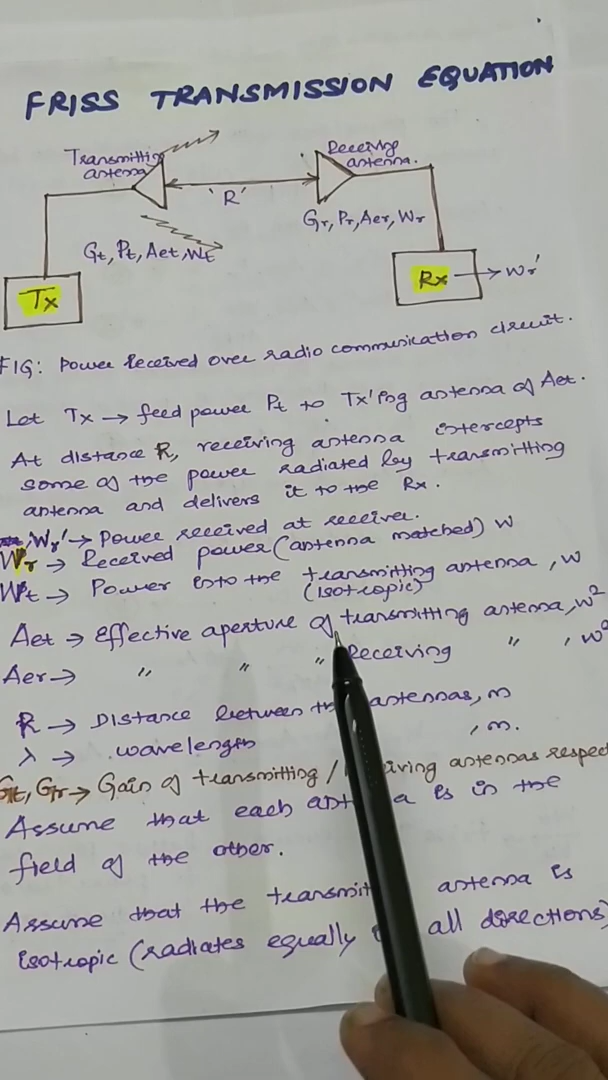 FRISS TRANSMISSION EQUATION
Transmitting antenna
Receiving antenna.
'R'
Gt, Pt, Aet, Wt
Gr, Pr, Aer, Wr
Tx
Rx → Wr'
FIG: Power Received over radio communication circuit.
Let Tx → feed power Pt to Tx'ing antenna of Aet.
At distance R, receiving antenna intercepts
some of the power radiated by transmitting
antenna and delivers it to the Rx.
Wr' → Power received at receiver.
Wr → Received power (antenna matched) W
Wt → Power into the transmitting antenna, W
(isotropic)
Aet → Effective aperture of transmitting antenna, W²
Aer → " " " Receiving " , W²
R → Distance between antennas, m
λ → wavelength , m.
Gt, Gr → Gain of transmitting / antennas respect
Assume that each is in the
field of the other.
Assume that the antenna is
isotropic (radiates equally all directions)